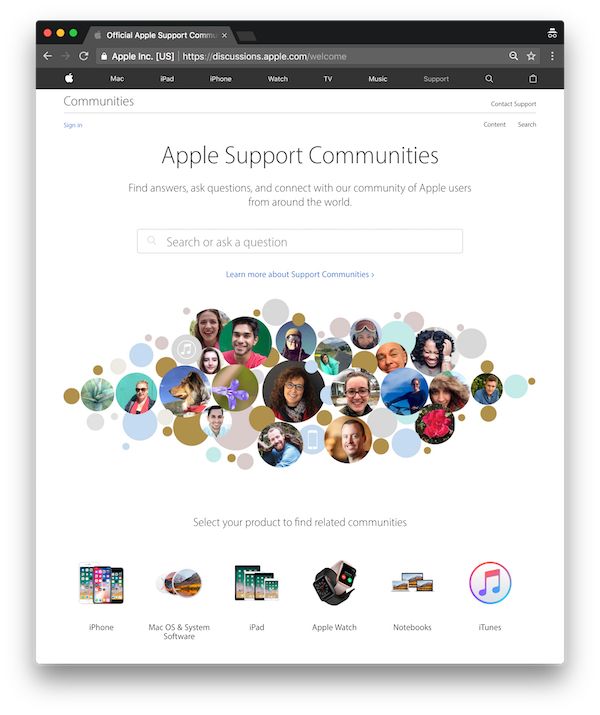 Official Apple Support Commu
Apple Inc. [US] | https://discussions.apple.com/welcome
Mac iPad iPhone Watch TV Music Support
Communities
Contact Support
Sign in
Content Search
Apple Support Communities
Find answers, ask questions, and connect with our community of Apple users
from around the world.
Search or ask a question
Learn more about Support Communities ›
Select your product to find related communities
iPhone
Mac OS & System
Software
iPad
Apple Watch
Notebooks
iTunes